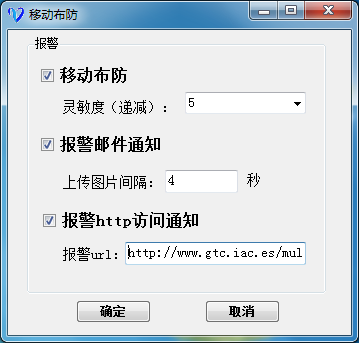 移动布防
报警
移动布防
灵敏度（递减）： 5
报警邮件通知
上传图片间隔： 4 秒
报警http访问通知
报警url： http://www.gtc.iac.es/mul
确定 取消